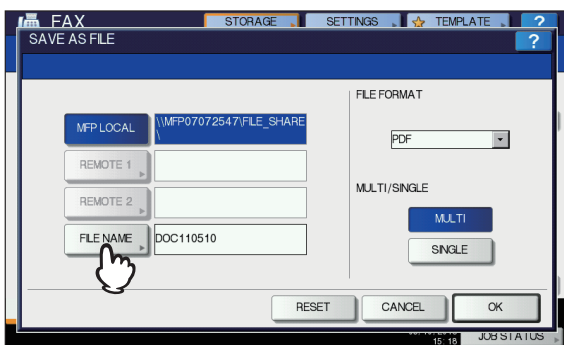 FAX
STORAGE
SETTINGS
TEMPLATE
?
SAVE AS FILE
?
FILE FORMAT
MFP LOCAL
\\MFP07072547\FILE_SHARE
\
PDF
REMOTE 1
MULTI/SINGLE
REMOTE 2
MULTI
FILE NAME
DOC110510
SINGLE
RESET
CANCEL
OK
15:18
JOB STATUS